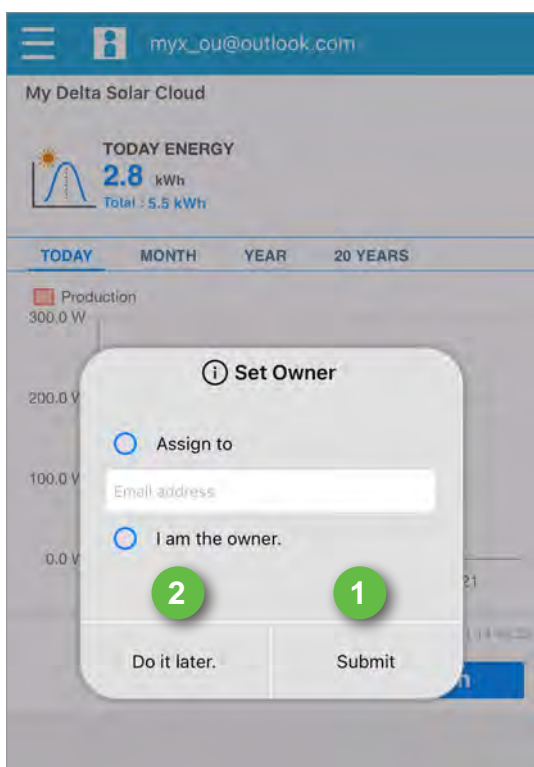 myx_ou@outlook.com
My Delta Solar Cloud
TODAY ENERGY
2.8 kWh
Total : 5.5 kWh
TODAY MONTH YEAR 20 YEARS
Production
300.0 W
Set Owner
200.0 W
Assign to
100.0 W
Email address
I am the owner.
0.0 W
21
2 1
Do it later. Submit
n